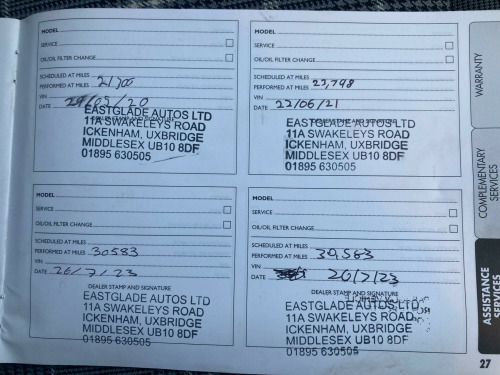 MODEL
SERVICE
OIL/OIL FILTER CHANGE
SCHEDULED AT MILES
PERFORMED AT MILES
VIN
DATE /05/20
EASTGLADE AUTOS LTD
11A SWAKELEYS ROAD
ICKENHAM, UXBRIDGE
MIDDLESEX UB10 8DF
01895 630505
MODEL
SERVICE
OIL/OIL FILTER CHANGE
SCHEDULED AT MILES
PERFORMED AT MILES 23,798
VIN
DATE 22/06/21
EASTGLADE AUTOS LTD
11A SWAKELEYS ROAD
ICKENHAM, UXBRIDGE
MIDDLESEX UB10 8DF
01895 630505
MODEL
SERVICE
OIL/OIL FILTER CHANGE
SCHEDULED AT MILES
PERFORMED AT MILES 30583
VIN
DATE 26/7/23
DEALER STAMP AND SIGNATURE
EASTGLADE AUTOS LTD
11A SWAKELEYS ROAD
ICKENHAM, UXBRIDGE
MIDDLESEX UB10 8DF
01895 630505
MODEL
SERVICE
OIL/OIL FILTER CHANGE
SCHEDULED AT MILES
PERFORMED AT MILES 30,563
VIN
DATE 20/7/23
DEALER STAMP AND SIGNATURE
EASTGLADE AUTOS LTD
11A SWAKELEYS ROAD
ICKENHAM, UXBRIDGE
MIDDLESEX UB10 8DF
01895 630505
WARRANTY
COMPLEMENTARY
SERVICES
ASSISTANCE
SERVICES
27